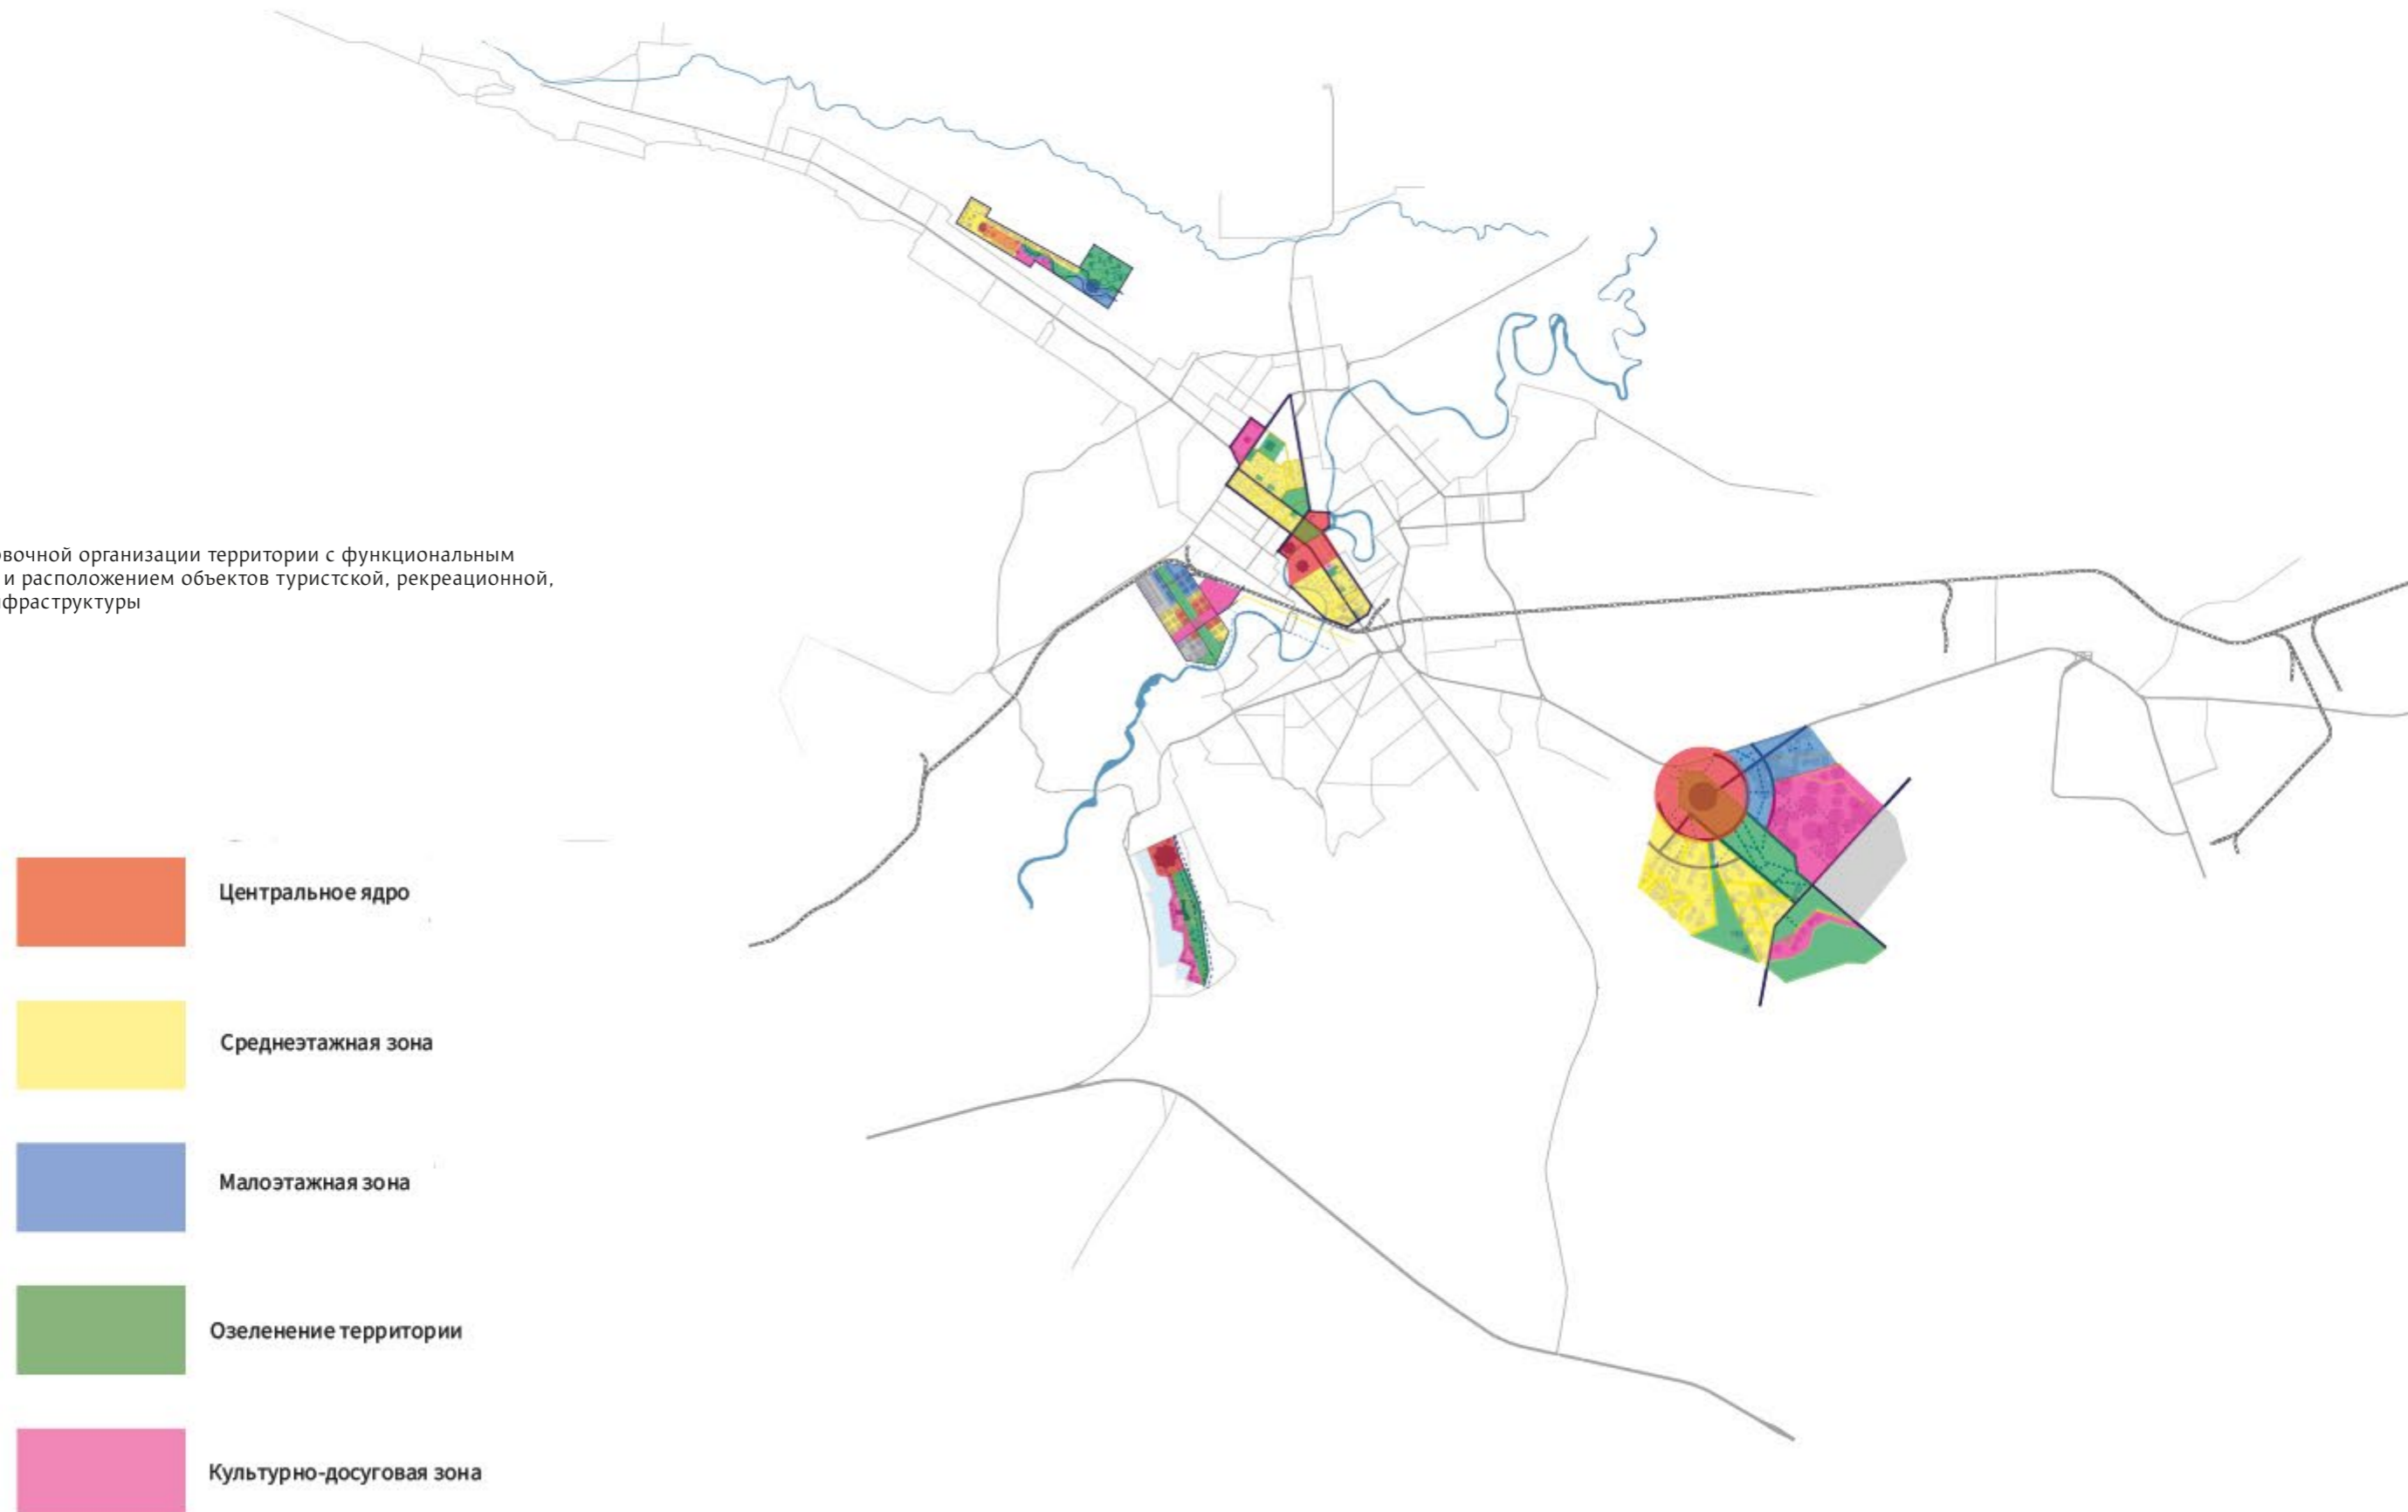 овочной организации территории с функциональным
и расположением объектов туристской, рекреационной,
фраструктуры
Центральное ядро
Среднеэтажная зона
Малоэтажная зона
Озеленение территории
Культурно-досуговая зона